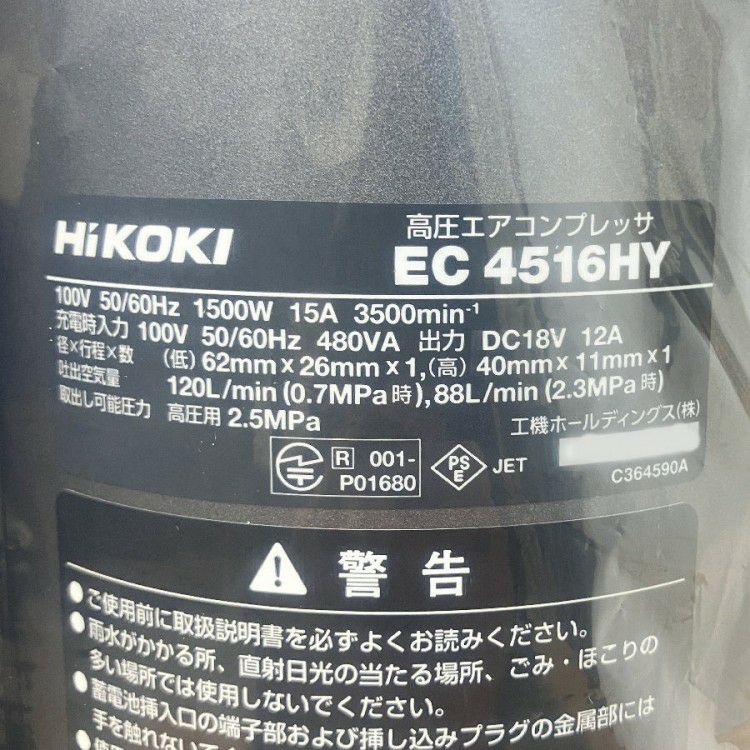 HiKOKI
高圧エアコンプレッサ
EC 4516HY
100V 50/60Hz 1500W 15A 3500min⁻¹
充電時入力 100V 50/60Hz 480VA 出力 DC18V 12A
径×行程×数 (低) 62mm×26mm×1,(高) 40mm×11mm×1
吐出空気量 120L/min (0.7MPa時),88L/min (2.3MPa時)
取出し可能圧力 高圧用 2.5MPa
工機ホールディングス(株)
R 001-
P01680
PS
E
JET
C364590A
警告
●ご使用前に取扱説明書を必ずよくお読みください。
●雨水がかかる所、直射日光の当たる場所、ごみ・ほこりの
多い場所では使用しないでください。
●蓄電池挿入口の端子部および挿し込みプラグの金属部には
手を触れないで